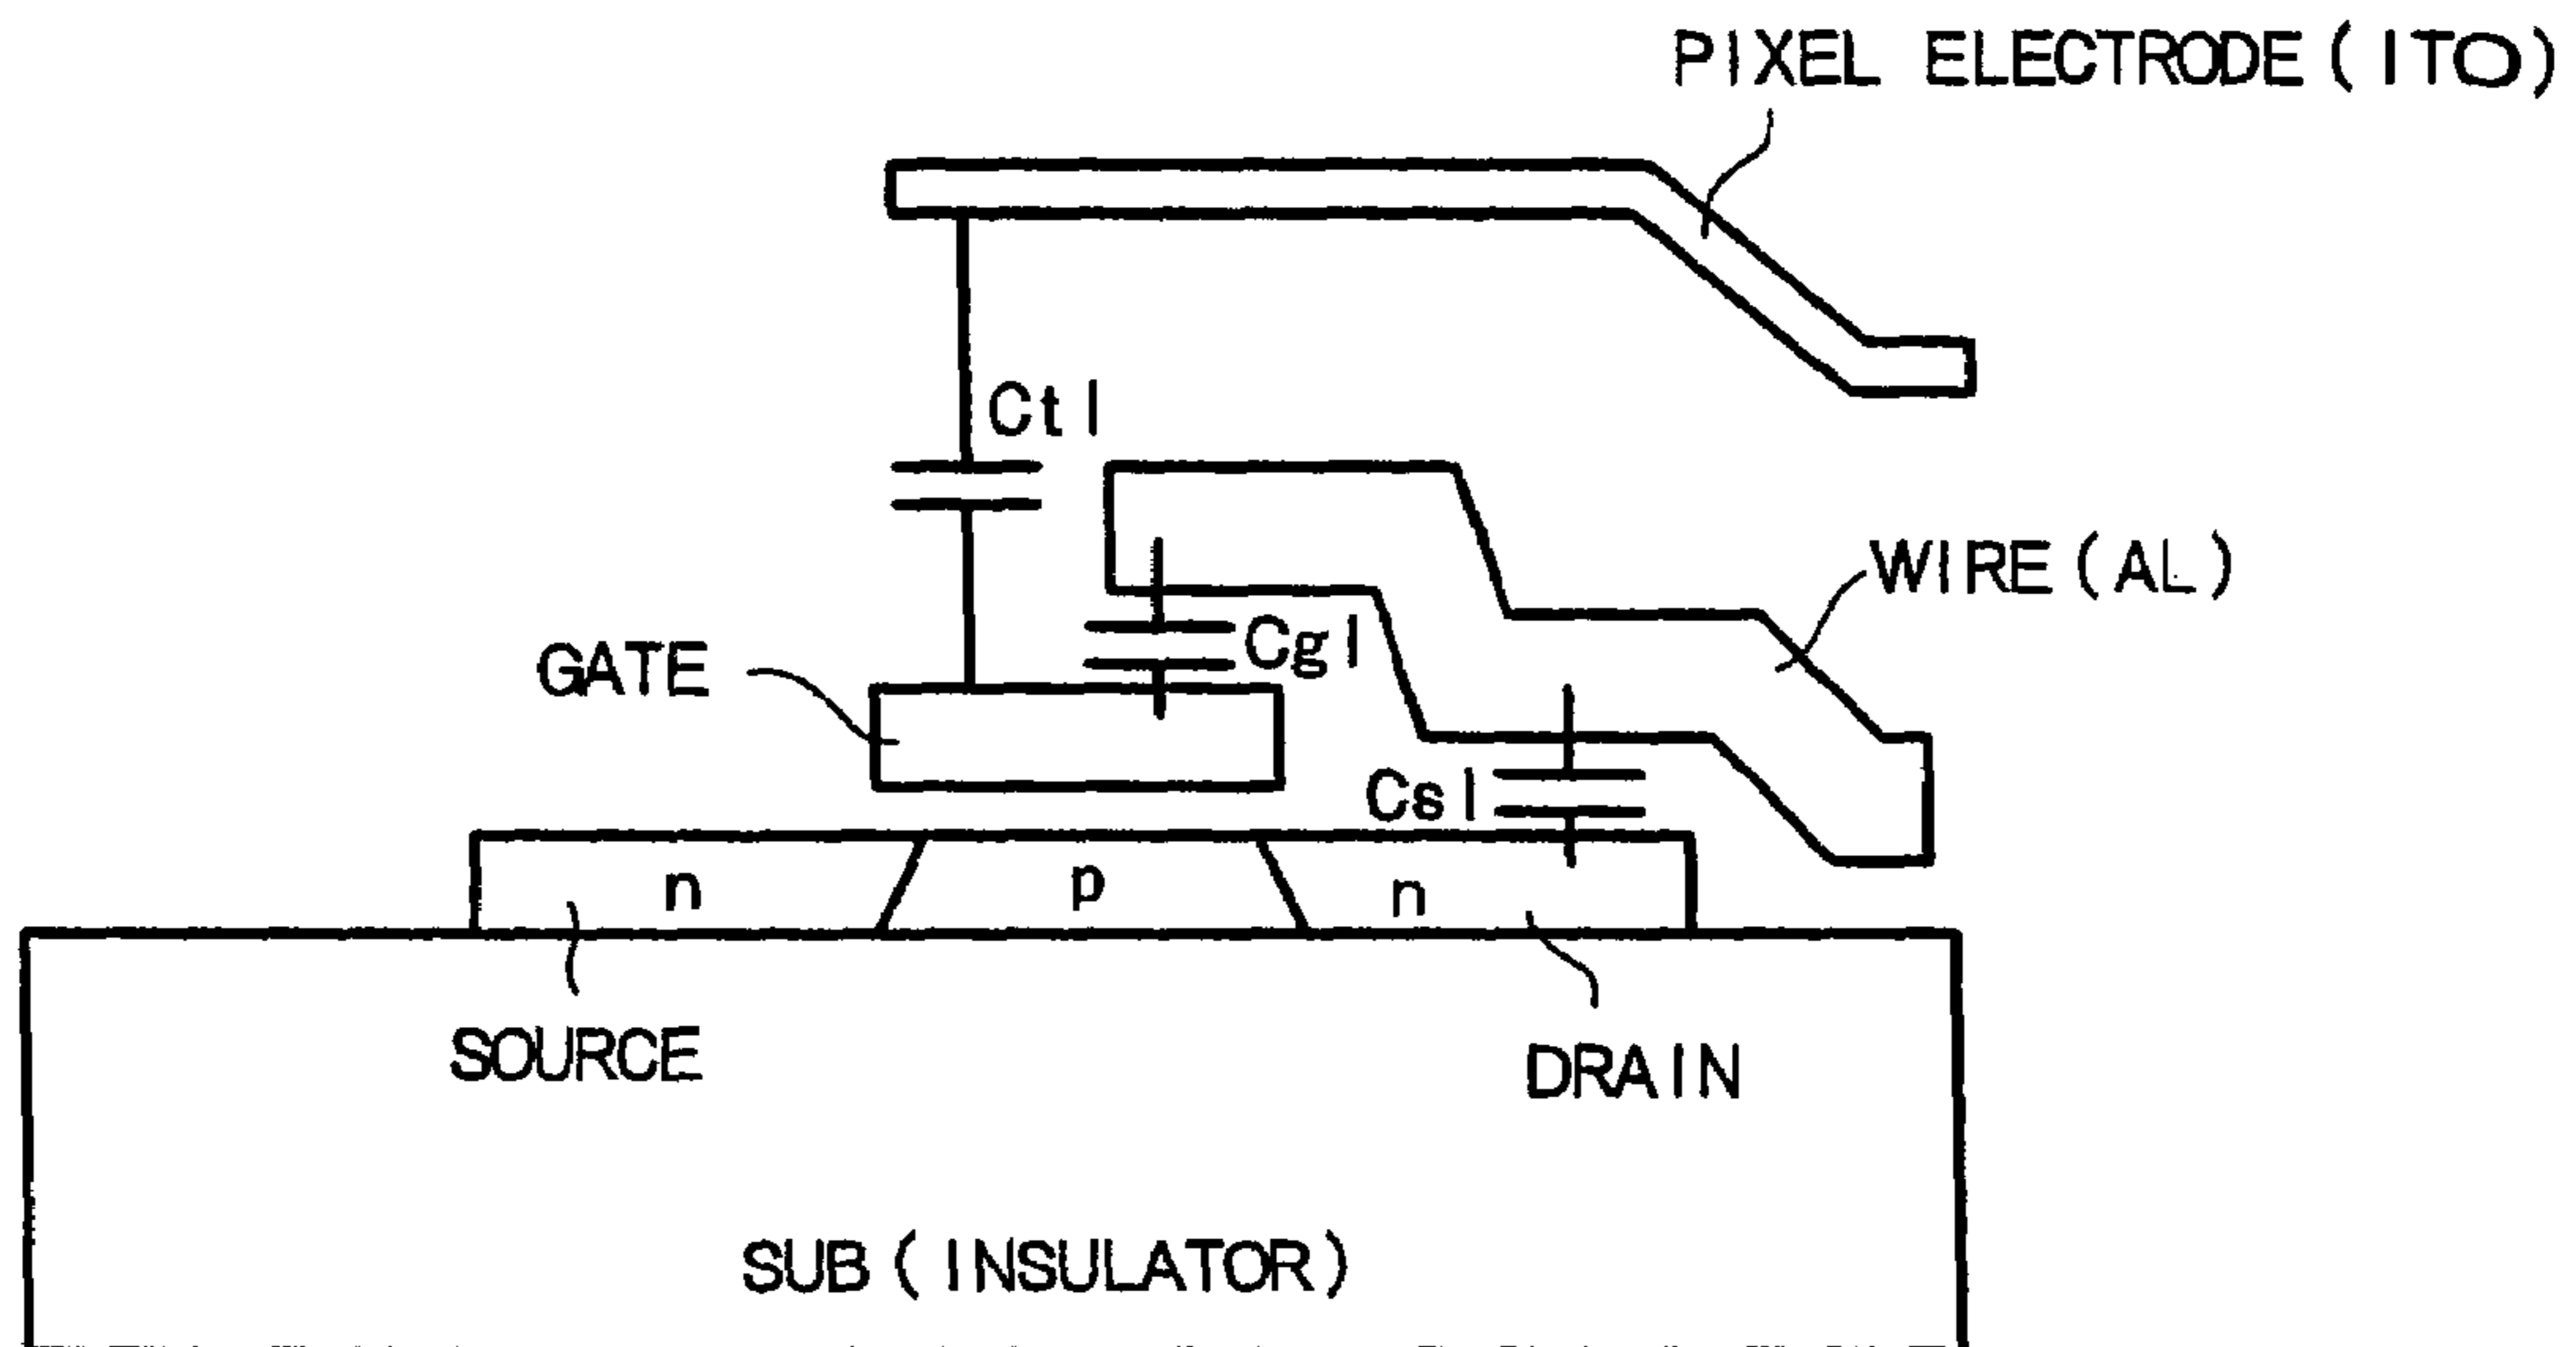 PIXEL ELECTRODE (ITO)
Ctl
WIRE (AL)
Cgl
GATE
Csl
n
p
n
SOURCE
DRAIN
SUB (INSULATOR)